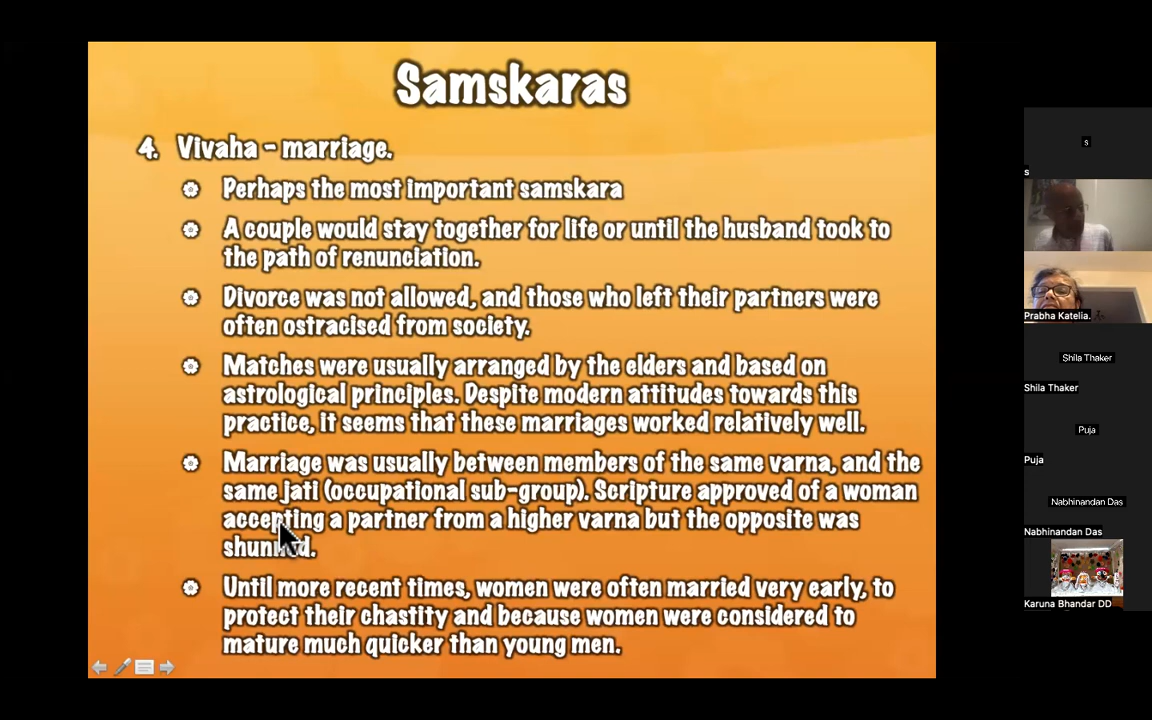 Samskaras
4. Vivaha - marriage.
Perhaps the most important samskara
A couple would stay together for life or until the husband took to
the path of renunciation.
Divorce was not allowed, and those who left their partners were
often ostracised from society.
Matches were usually arranged by the elders and based on
astrological principles. Despite modern attitudes towards this
practice, it seems that these marriages worked relatively well.
Marriage was usually between members of the same varna, and the
same jati (occupational sub-group). Scripture approved of a woman
accepting a partner from a higher varna but the opposite was
shunned.
Until more recent times, women were often married very early, to
protect their chastity and because women were considered to
mature much quicker than young men.
s
s
Prabha Katelia.
Shila Thaker
Shila Thaker
Puja
Puja
Nabhinandan Das
Nabhinandan Das
Karuna Bhandar DD